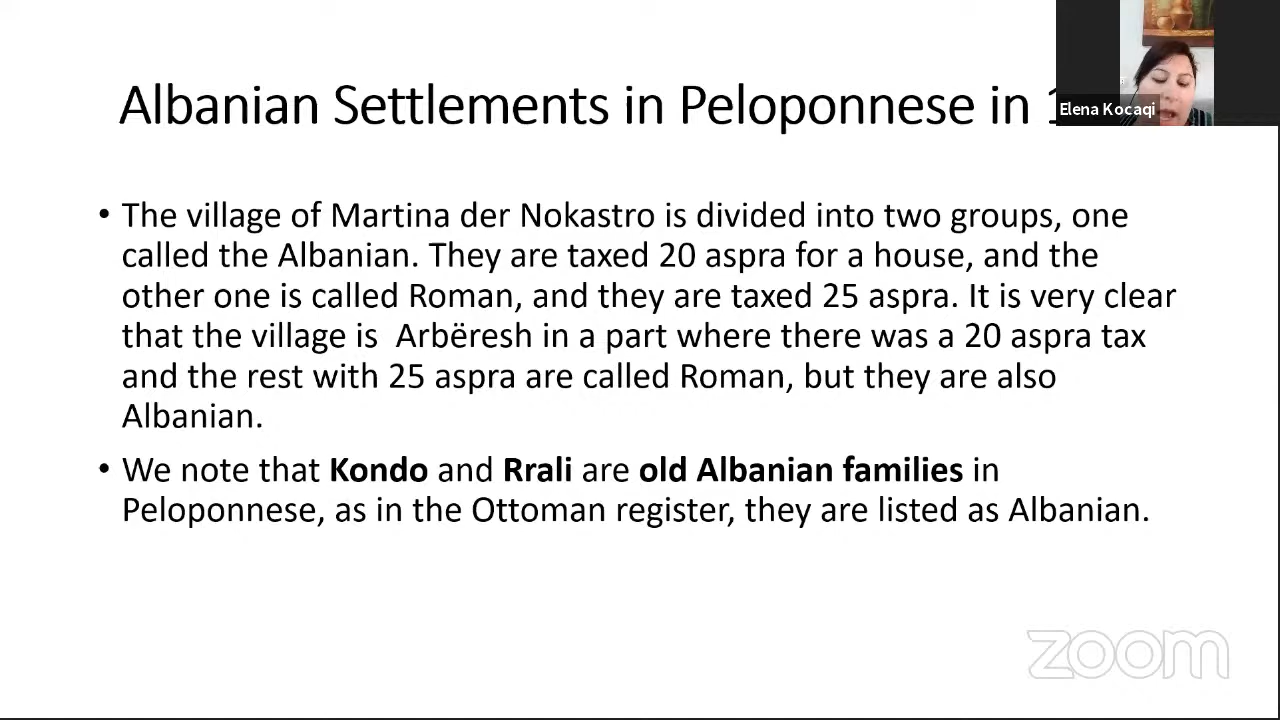 Albanian Settlements in Peloponnese in
Elena Kocaqi
• The village of Martina der Nokastro is divided into two groups, one
called the Albanian. They are taxed 20 aspra for a house, and the
other one is called Roman, and they are taxed 25 aspra. It is very clear
that the village is  Arbëresh in a part where there was a 20 aspra tax
and the rest with 25 aspra are called Roman, but they are also
Albanian.
• We note that Kondo and Rrali are old Albanian families in
Peloponnese, as in the Ottoman register, they are listed as Albanian.
zoom